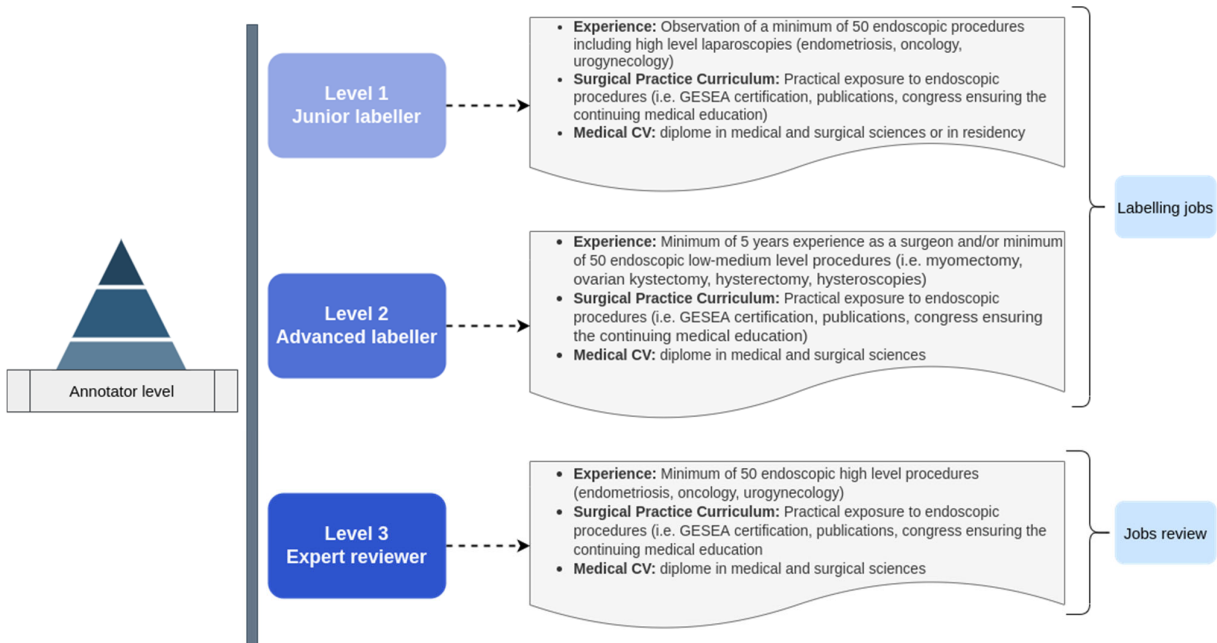 Annotator level
Level 1
Junior labeller
• Experience: Observation of a minimum of 50 endoscopic procedures
including high level laparoscopies (endometriosis, oncology,
urogynecology)
• Surgical Practice Curriculum: Practical exposure to endoscopic
procedures (i.e. GESEA certification, publications, congress ensuring the
continuing medical education)
• Medical CV: diplome in medical and surgical sciences or in residency
Level 2
Advanced labeller
• Experience: Minimum of 5 years experience as a surgeon and/or minimum
of 50 endoscopic low-medium level procedures (i.e. myomectomy,
ovarian kystectomy, hysterectomy, hysteroscopies)
• Surgical Practice Curriculum: Practical exposure to endoscopic
procedures (i.e. GESEA certification, publications, congress ensuring
the continuing medical education)
• Medical CV: diplome in medical and surgical sciences
Labelling jobs
Level 3
Expert reviewer
• Experience: Minimum of 50 endoscopic high level procedures
(endometriosis, oncology, urogynecology)
• Surgical Practice Curriculum: Practical exposure to endoscopic
procedures (i.e. GESEA certification, publications, congress ensuring the
continuing medical education
• Medical CV: diplome in medical and surgical sciences
Jobs review